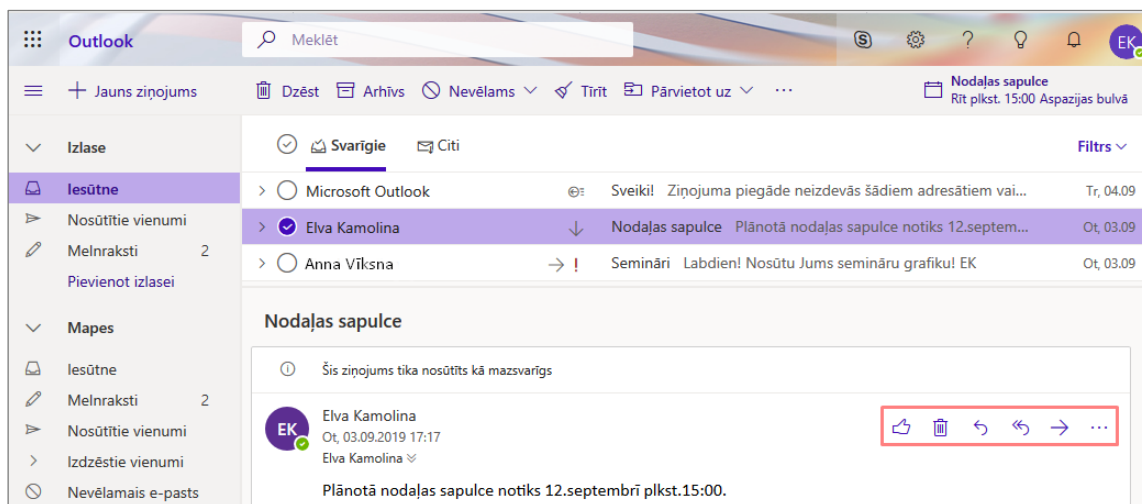 Outlook
Meklēt
EK
Jauns ziņojums
Dzēst
Arhīvs
Nevēlams
Tīrīt
Pārvietot uz
Nodaļas sapulce
Rīt plkst. 15:00 Aspazijas bulvā
Izlase
Iesūtne
Nosūtītie vienumi
Melnraksti 2
Pievienot izlasei
Mapes
Iesūtne
Melnraksti 2
Nosūtītie vienumi
Izdzēstie vienumi
Nevēlamais e-pasts
Svarīgie
Citi
Filtrs
Microsoft Outlook Sveiki! Ziņojuma piegāde neizdevās šādiem adresātiem vai... Tr, 04.09
Elva Kamolina Nodaļas sapulce Plānotā nodaļas sapulce notiks 12.septem... Ot, 03.09
Anna Vīksna ! Semināri Labdien! Nosūtu Jums semināru grafiku! EK Ot, 03.09
Nodaļas sapulce
Šis ziņojums tika nosūtīts kā mazsvarīgs
EK
Elva Kamolina
Ot, 03.09.2019 17:17
Elva Kamolina
Plānotā nodaļas sapulce notiks 12.septembrī plkst.15:00.